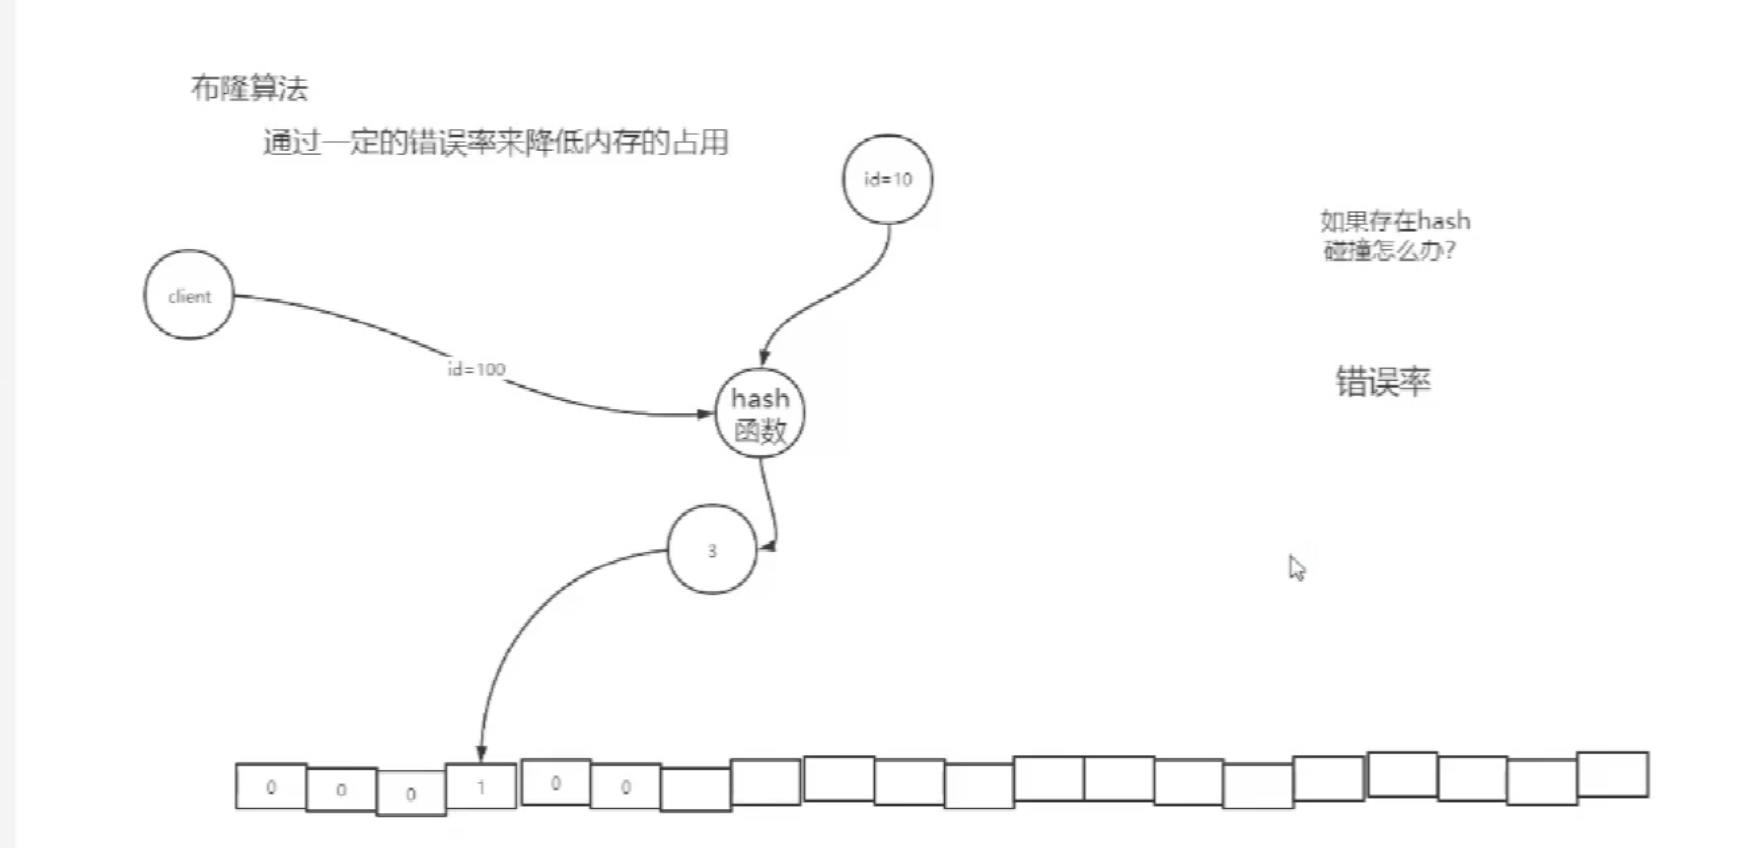 布隆算法
通过一定的错误率来降低内存的占用
id=10
如果存在hash
碰撞怎么办？
client
id=100
错误率
hash
函数
3
0 0 0 1 0 0